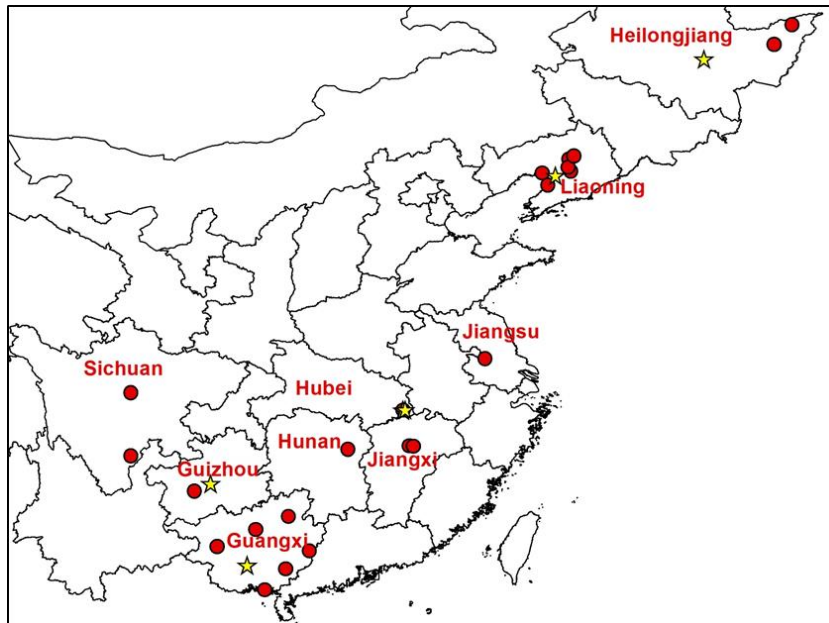 Heilongjiang
Liaoning
Jiangsu
Sichuan
Hubei
Hunan
Jiangxi
Guizhou
Guangxi